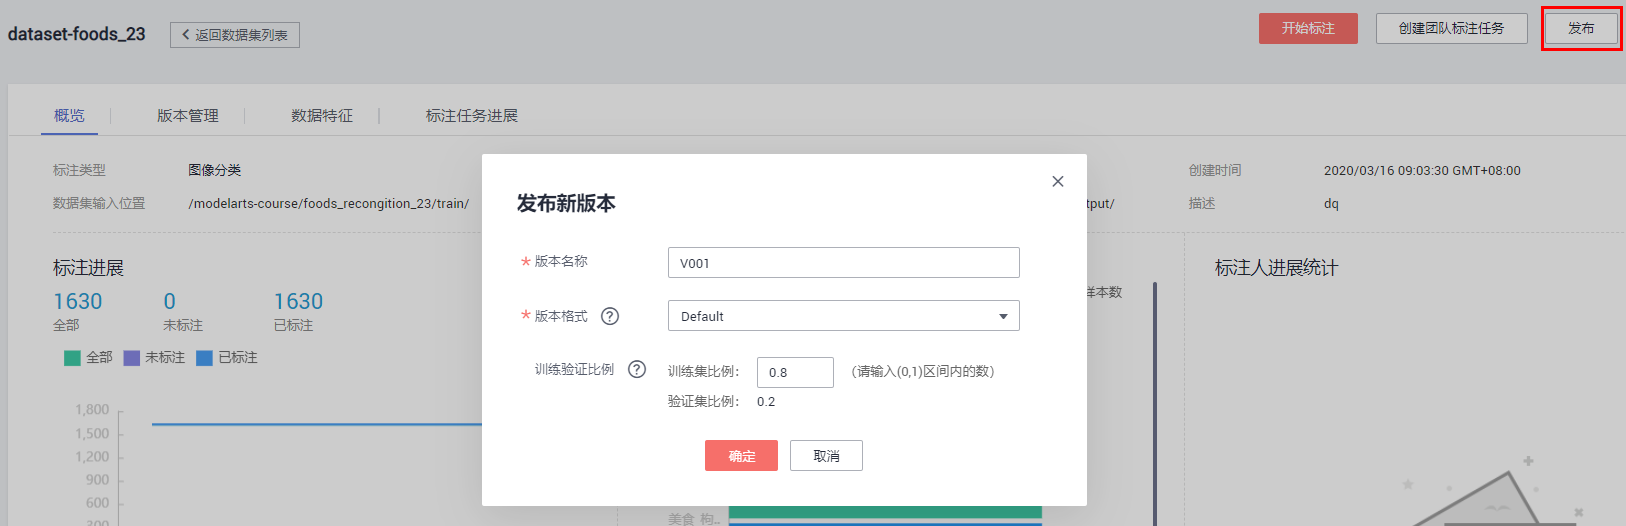 dataset-foods_23
返回数据集列表
开始标注
创建团队标注任务
发布
概览
版本管理
数据特征
标注任务进展
标注类型
图像分类
创建时间
2020/03/16 09:03:30 GMT+08:00
数据集输入位置
/modelarts-course/foods_recongition_23/train/
tput/
描述
dq
发布新版本
版本名称
V001
版本格式
Default
训练验证比例
训练集比例：
0.8
（请输入(0,1)区间内的数）
验证集比例：
0.2
确定
取消
标注进展
1630
0
1630
全部
未标注
已标注
全部
未标注
已标注
1,800
1,500
1,200
900
600
300
样本数
标注人进展统计
美食